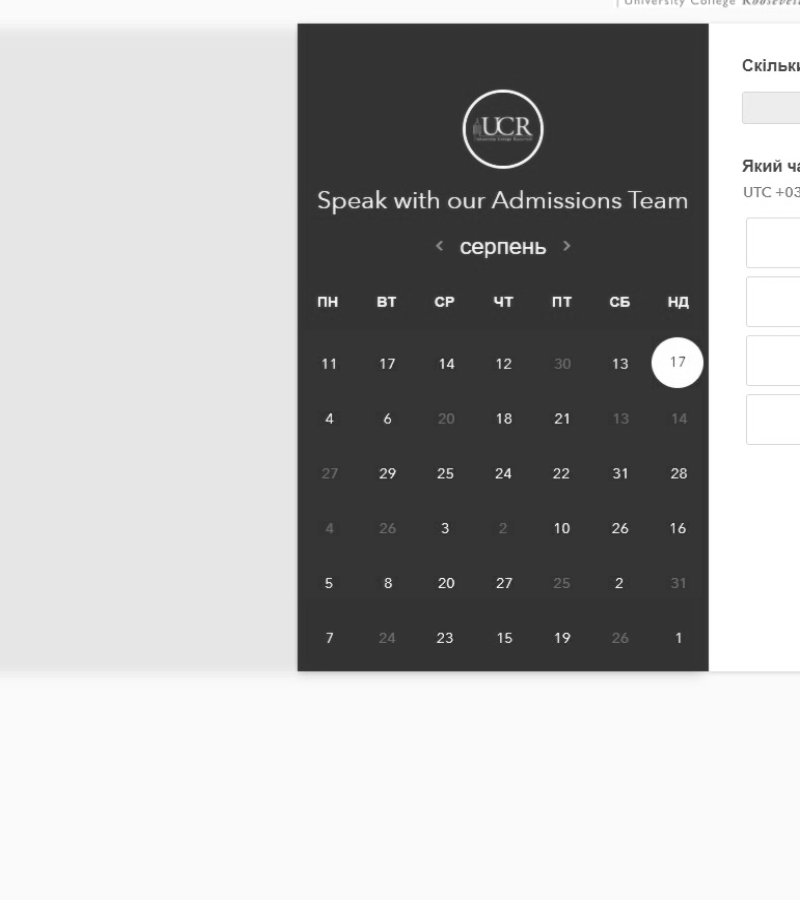 University College Roosevelt
Скільки
UCR
Який ча
Speak with our Admissions Team
UTC +03
< серпень >
ПН ВТ СР ЧТ ПТ СБ НД
11 17 14 12 30 13 17
4 6 20 18 21 13 14
27 29 25 24 22 31 28
4 26 3 2 10 26 16
5 8 20 27 25 2 31
7 24 23 15 19 26 1